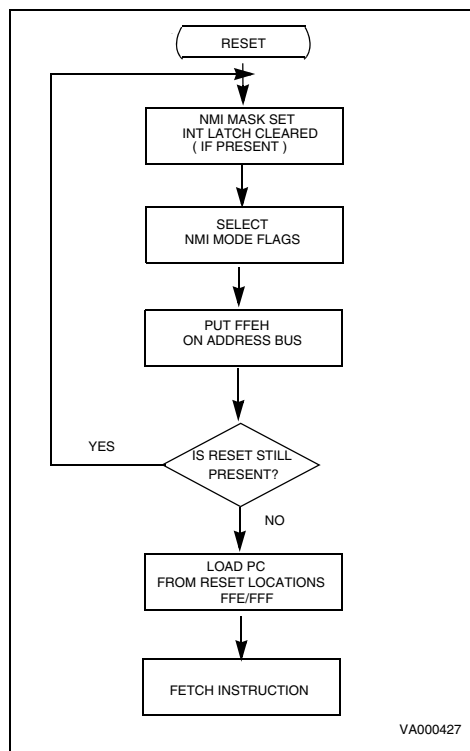 RESET
NMI MASK SET
INT LATCH CLEARED
( IF PRESENT )
SELECT
NMI MODE FLAGS
PUT FFEH
ON ADDRESS BUS
YES
IS RESET STILL
PRESENT?
NO
LOAD PC
FROM RESET LOCATIONS
FFE/FFF
FETCH INSTRUCTION
VA000427